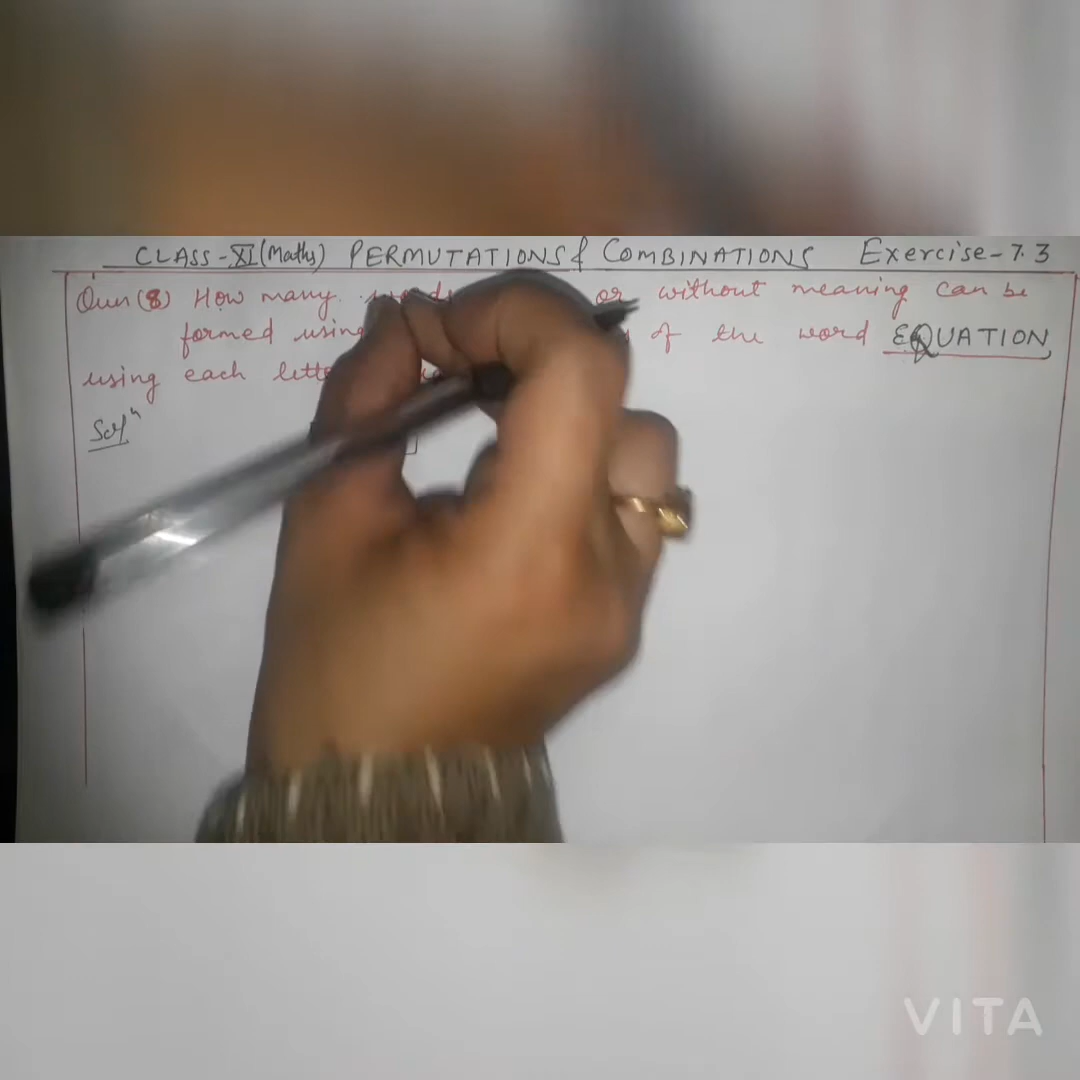 CLASS-XI (Maths) PERMUTATIONS & COMBINATIONS Exercise-7.3
Ques (8) How many or without meaning can be
formed using of the word EQUATION,
using each
Sol"
VITA